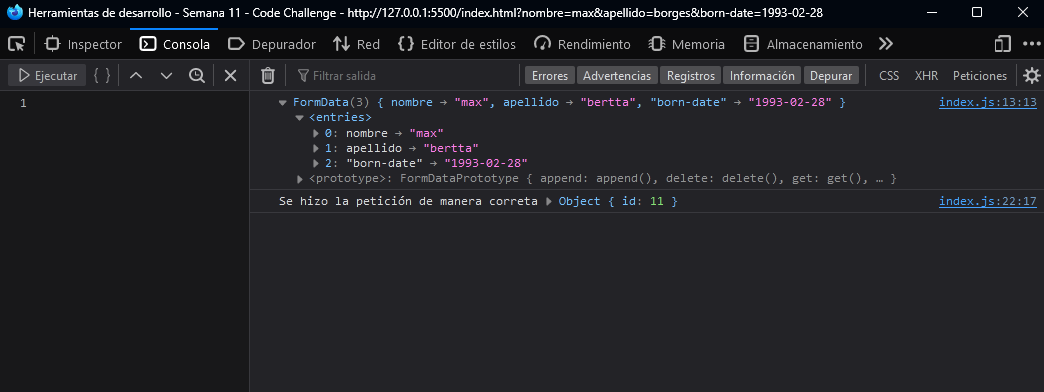 Herramientas de desarrollo - Semana 11 - Code Challenge - http://127.0.0.1:5500/index.html?nombre=max&apellido=borges&born-date=1993-02-28
Inspector Consola Depurador Red Editor de estilos Rendimiento Memoria Almacenamiento
Ejecutar Filtrar salida Errores Advertencias Registros Información Depurar CSS XHR Peticiones
1
FormData(3) { nombre → "max", apellido → "bertta", "born-date" → "1993-02-28" } index.js:13:13
<entries>
0: nombre → "max"
1: apellido → "bertta"
2: "born-date" → "1993-02-28"
<prototype>: FormDataPrototype { append: append(), delete: delete(), get: get(), … }
Se hizo la petición de manera correta Object { id: 11 } index.js:22:17